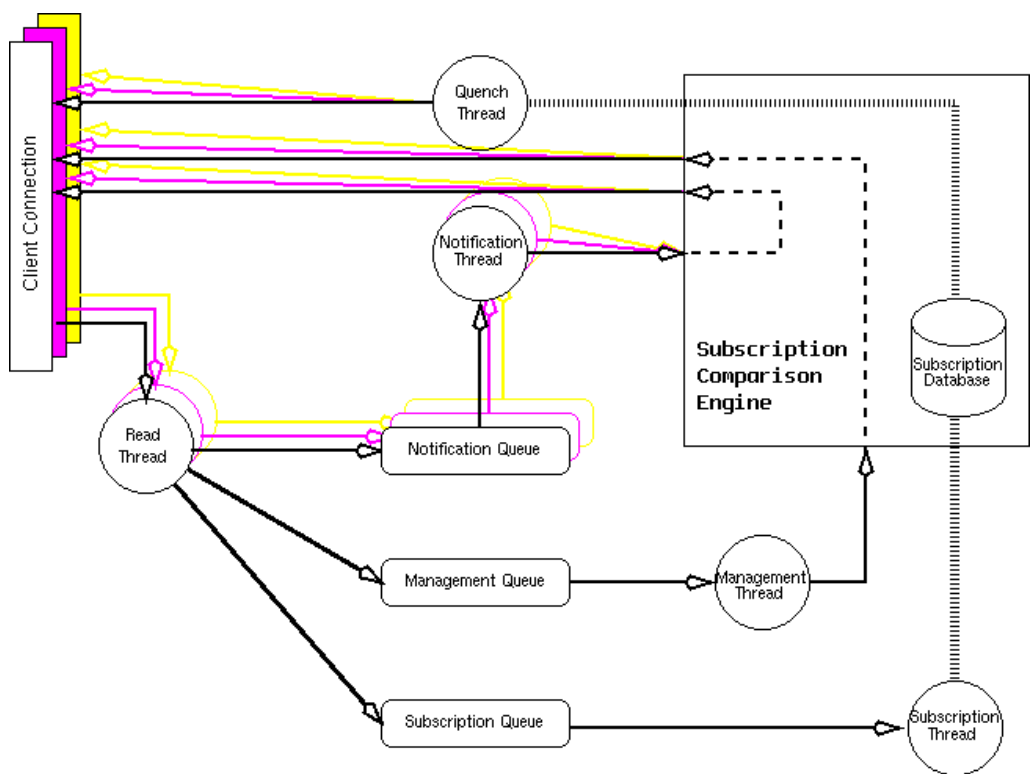 Client Connection
Quench
Thread
Notification
Thread
Subscription
Comparison
Engine
Subscription
Database
Read
Thread
Notification Queue
Management Queue
Management
Thread
Subscription Queue
Subscription
Thread